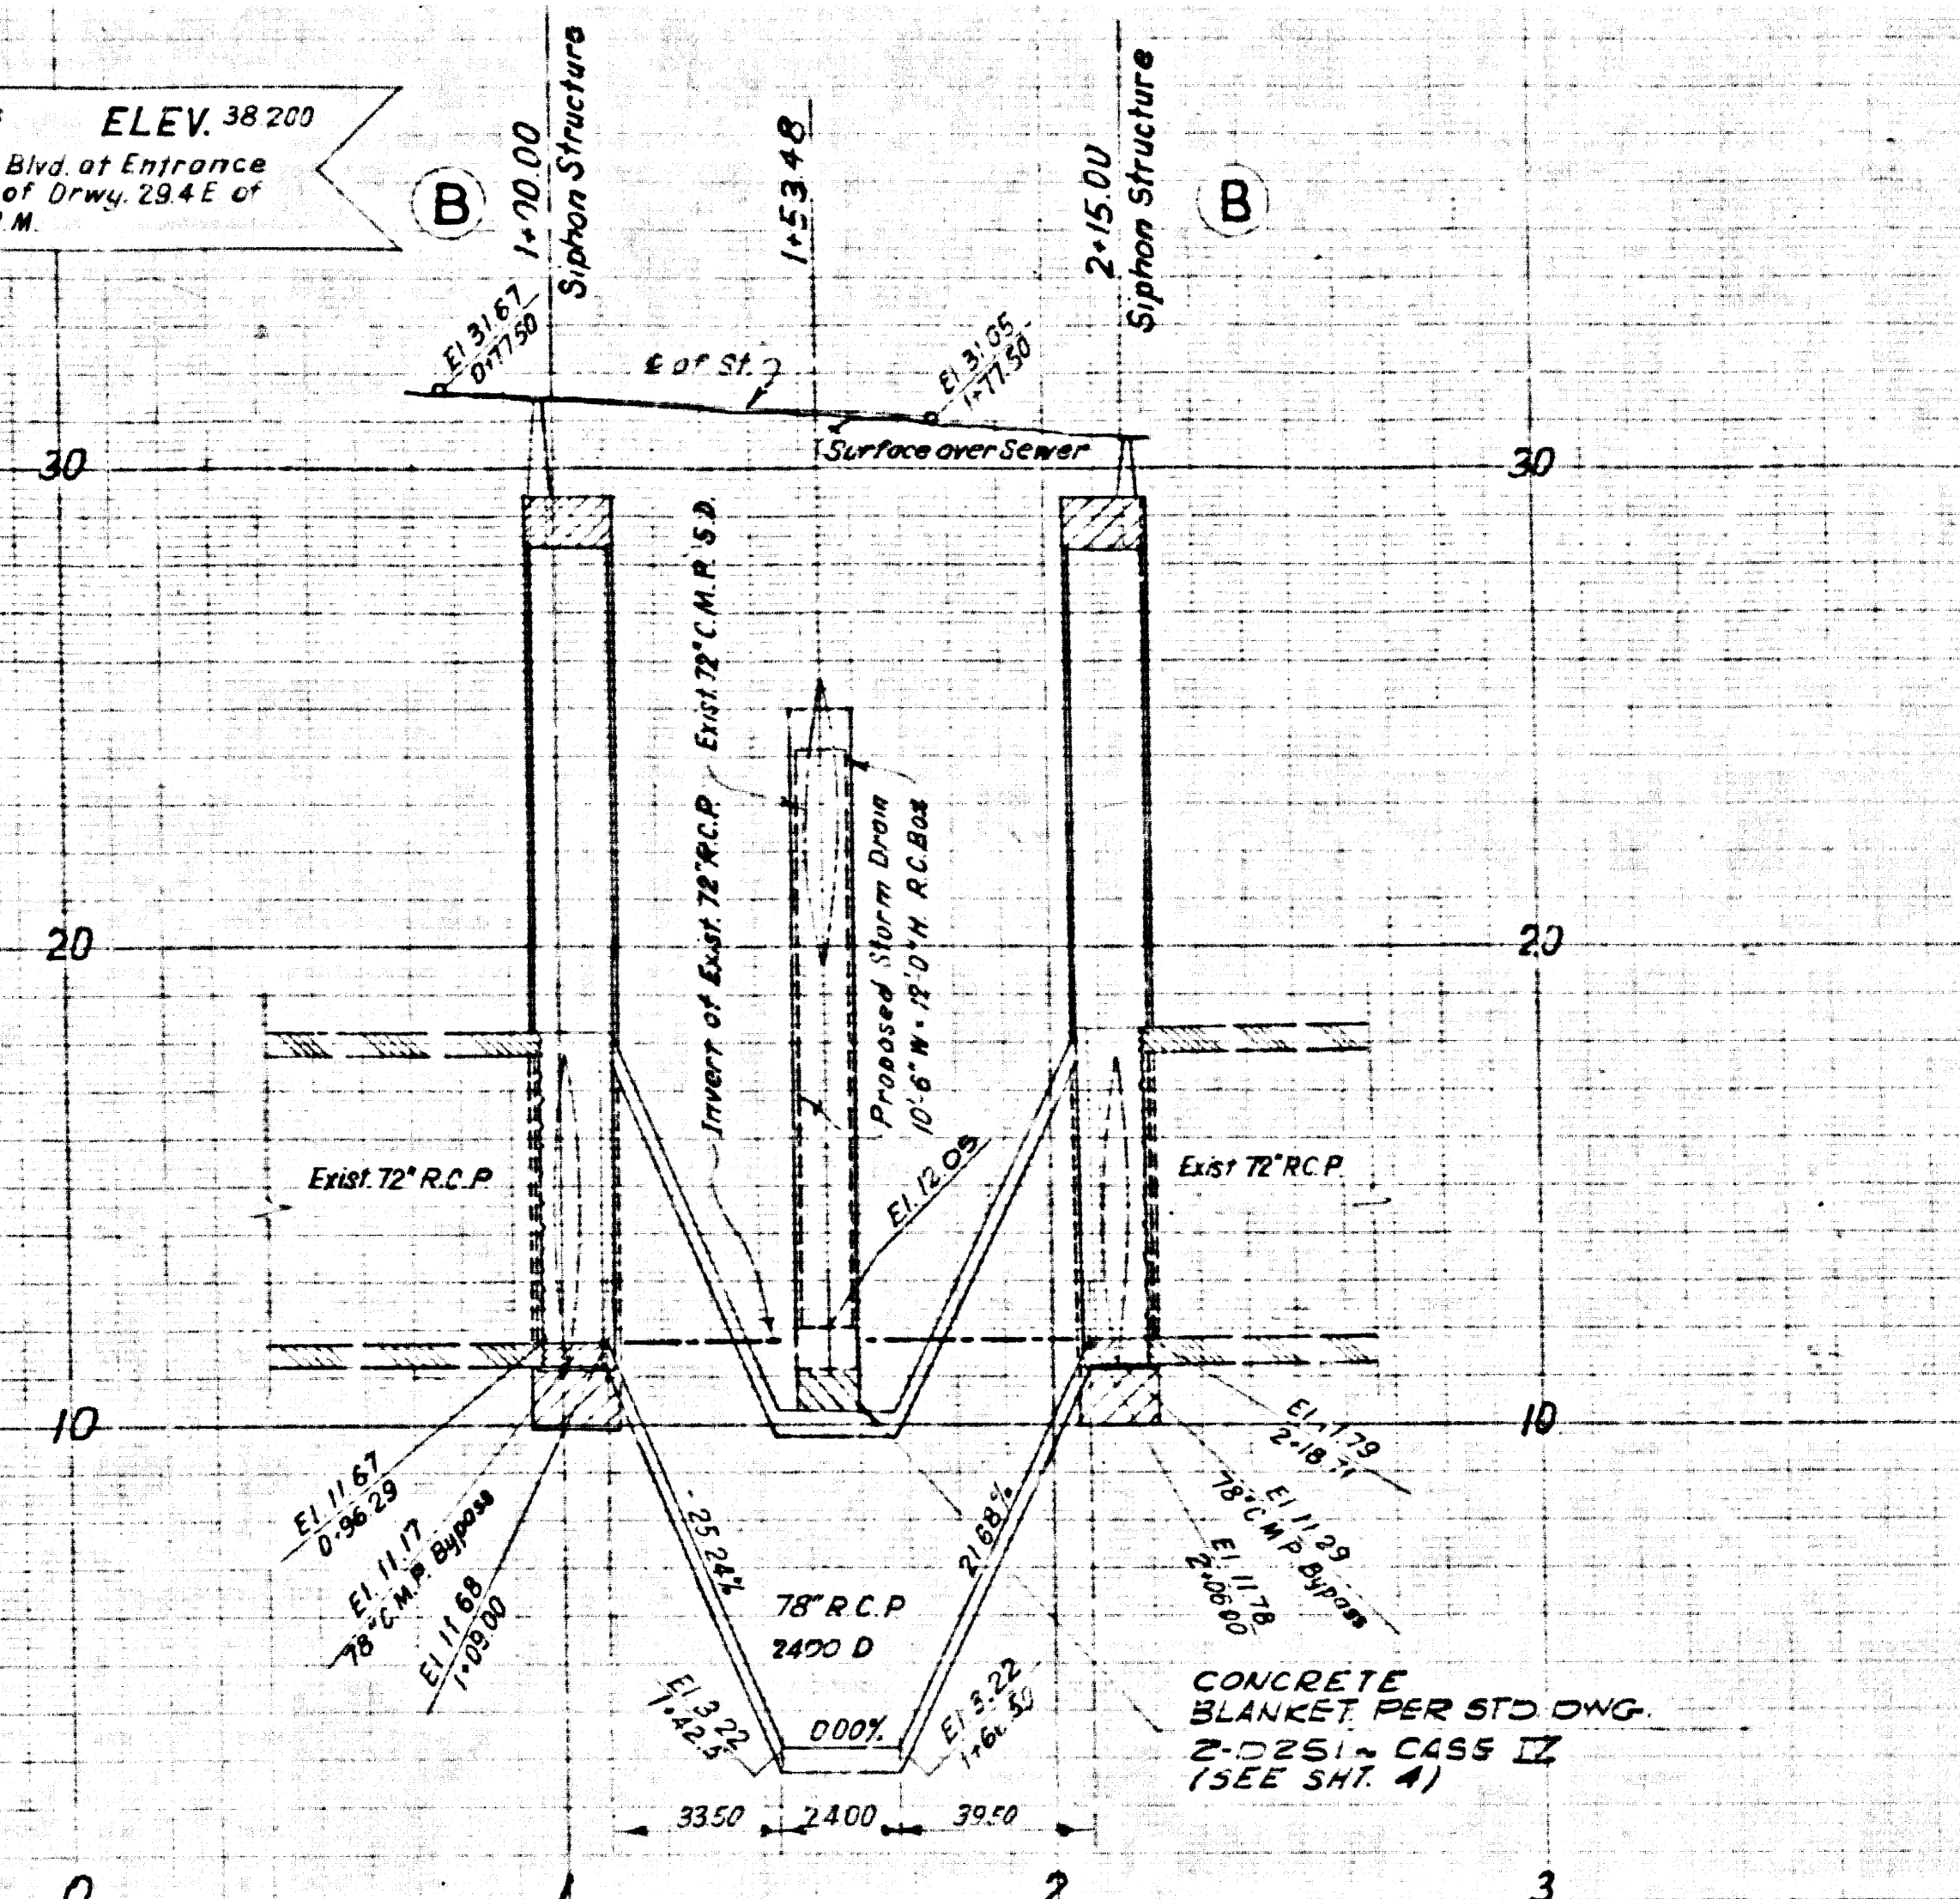 ELEV. 38.200
Blvd. at Entrance
of Drwy. 29.4 E of
.M.
B
1+00.00
Siphon Structure
1+53.48
2+15.00
Siphon Structure
B
El 31.67
0+77.50
℄ of St.
El 31.05
1+77.50
Surface over Sewer
30
30
Exist. 72" C.M.P. S.D.
Invert of Exist. 72" R.C.P.
Proposed Storm Drain
10'-6" W × 12'-0" H R.C. Box
20
20
Exist. 72" R.C.P.
Exist 72" R.C.P.
El. 12.05
10
10
El. 11.67
0+96.29
El. 11.17
78" C.M.P. Bypass
El 11.68
1+09.00
- 25.24%
21.68%
78" R.C.P
2400 D
El 3.22
1+42.5
0.00%
El 3.22
El 11.79
2+18.71
El 11.29
78" C.M.P. Bypass
El. 11.78
2+06.00
CONCRETE
BLANKET PER STD. DWG.
(SEE SHT. 4)
33.50
24.00
39.50
0
1
2
3